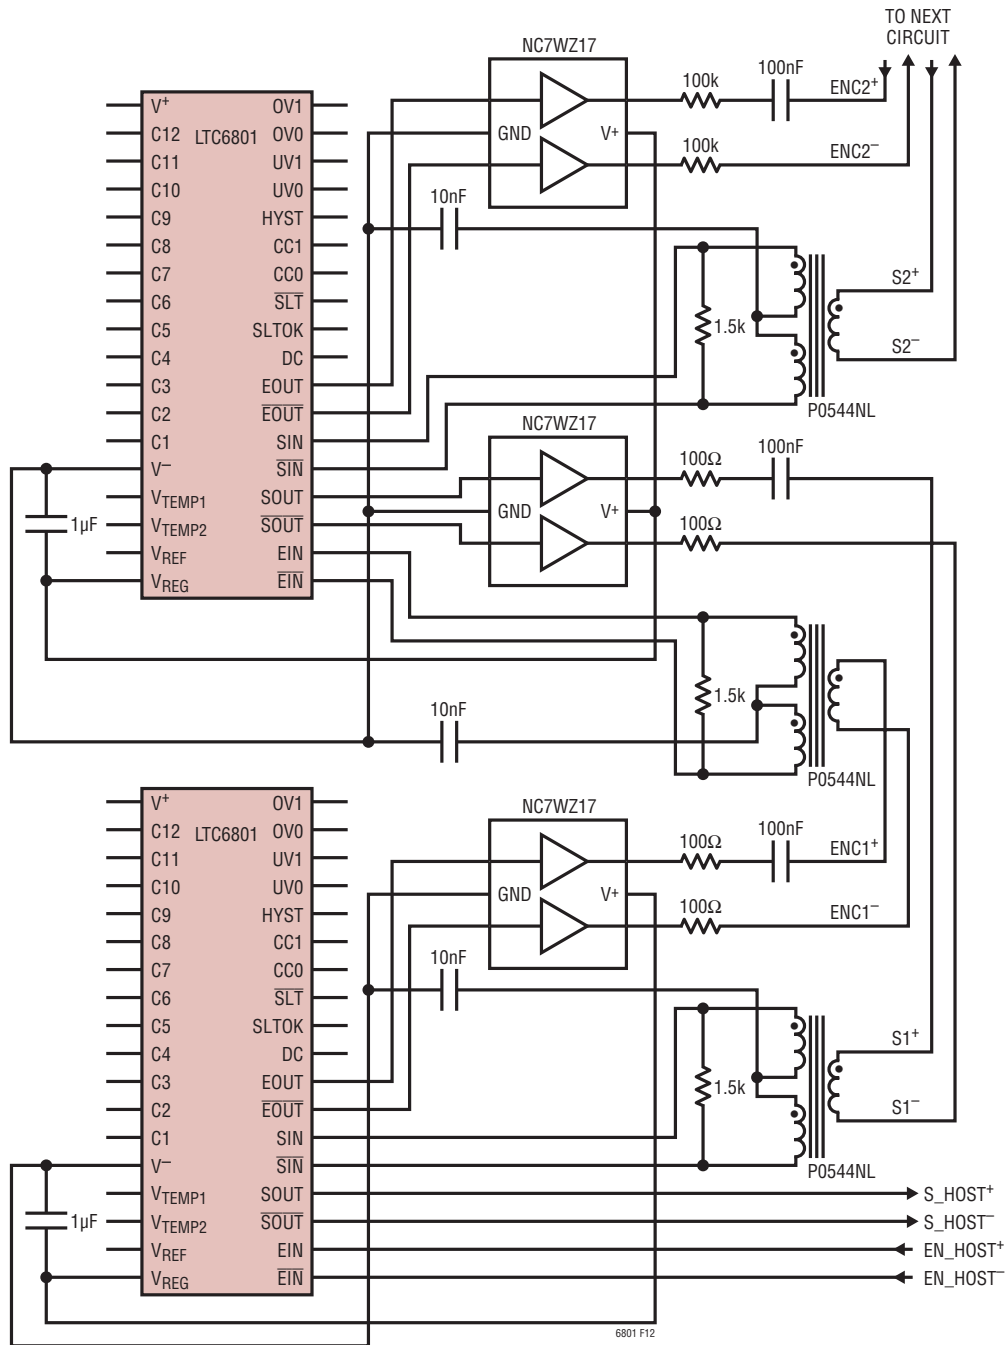 TO NEXT
CIRCUIT
NC7WZ17
100k
100nF
ENC2+
GND
V+
100k
ENC2−
LTC6801
V+ OV1
C12 OV0
C11 UV1
C10 UV0
C9 HYST
C8 CC1
C7 CC0
C6 SLT
C5 SLTOK
C4 DC
C3 EOUT
C2 EOUT
C1 SIN
V− SIN
VTEMP1 SOUT
VTEMP2 SOUT
VREF EIN
VREG EIN
1µF
10nF
1.5k
S2+
S2−
P0544NL
NC7WZ17
100Ω
100nF
GND
V+
100Ω
1.5k
10nF
P0544NL
LTC6801
V+ OV1
C12 OV0
C11 UV1
C10 UV0
C9 HYST
C8 CC1
C7 CC0
C6 SLT
C5 SLTOK
C4 DC
C3 EOUT
C2 EOUT
C1 SIN
V− SIN
VTEMP1 SOUT
VTEMP2 SOUT
VREF EIN
VREG EIN
1µF
NC7WZ17
100Ω
100nF
ENC1+
GND
V+
100Ω
ENC1−
10nF
1.5k
S1+
S1−
P0544NL
S_HOST+
S_HOST−
EN_HOST+
EN_HOST−
6801 F12